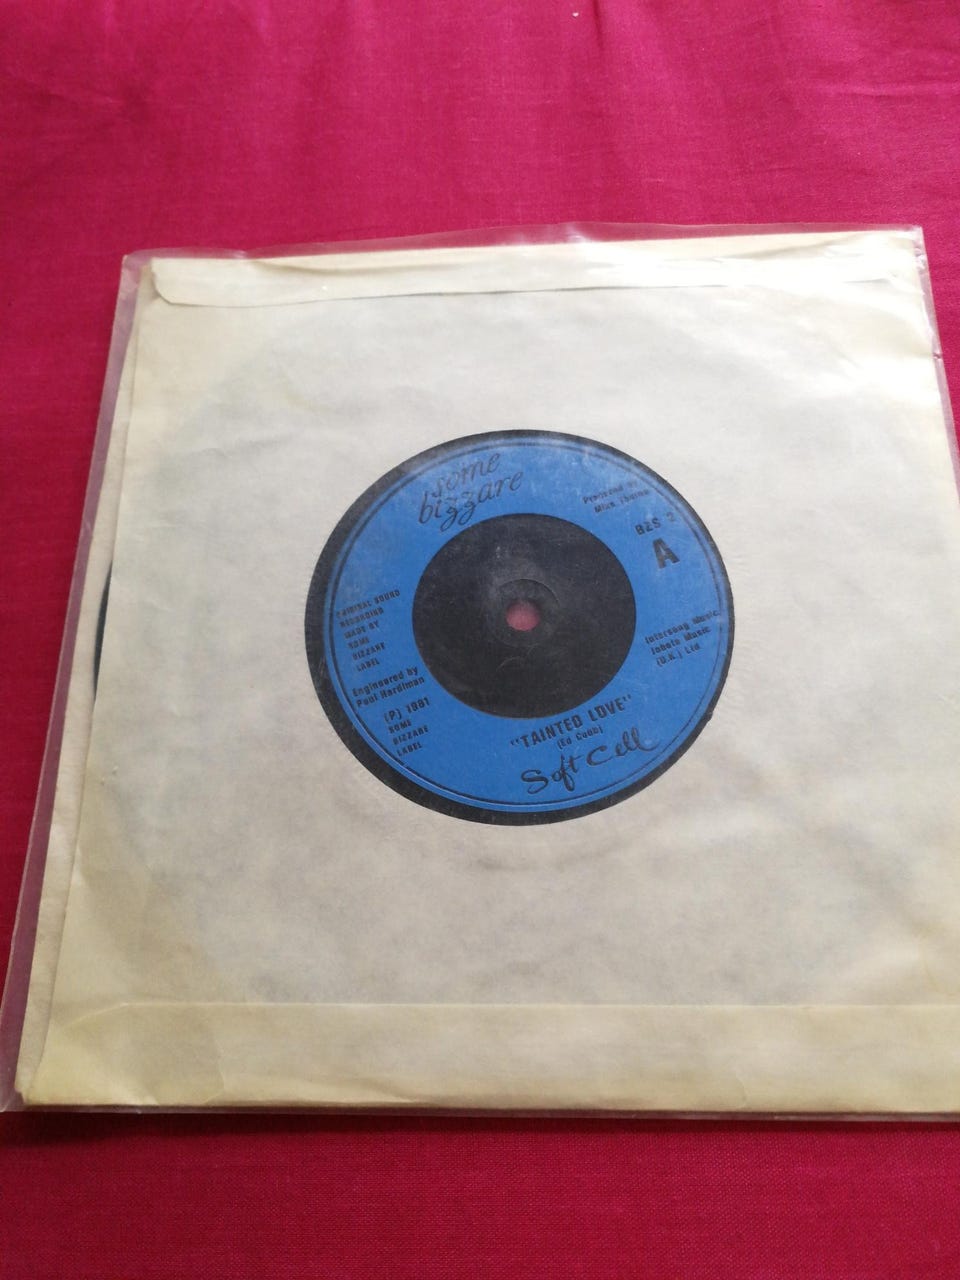 some
bizzare
Produced by
Mike Thorne
BZS 2
A
ORIGINAL SOUND
RECORDING
MADE BY
SOME
BIZZARE
LABEL
Intersong Music
Jobete Music
(U.K.) Ltd
Engineered by
Paul Hardiman
(P) 1981
SOME
BIZZARE
LABEL
"TAINTED LOVE"
(Ed Cobb)
Soft Cell